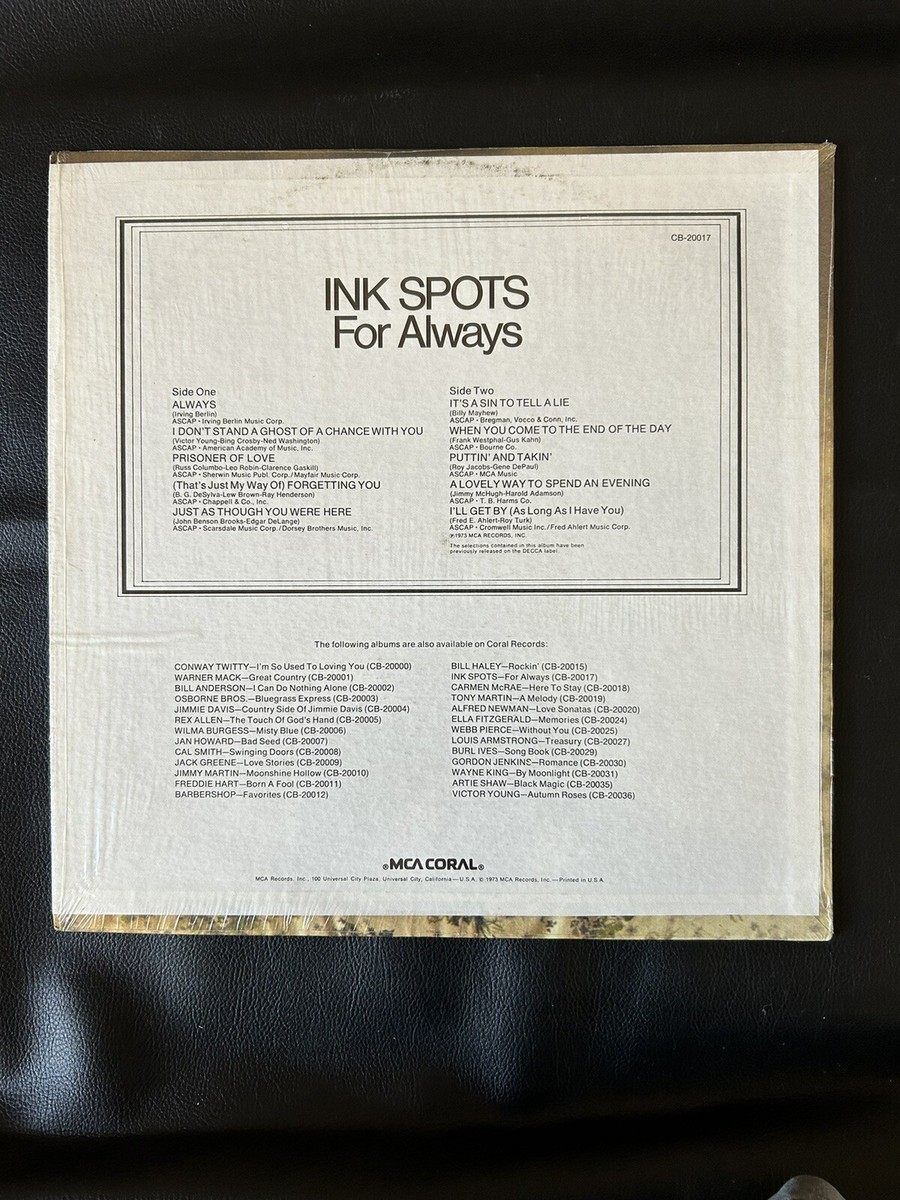 CB-20017
INK SPOTS
For Always
Side One
ALWAYS
(Irving Berlin)
ASCAP • Irving Berlin Music Corp.
I DON'T STAND A GHOST OF A CHANCE WITH YOU
(Victor Young-Bing Crosby-Ned Washington)
ASCAP • American Academy of Music, Inc.
PRISONER OF LOVE
(Russ Columbo-Leo Robin-Clarence Gaskill)
ASCAP • Sherwin Music Publ. Corp./Mayfair Music Corp.
(That's Just My Way Of) FORGETTING YOU
(B. G. DeSylva-Lew Brown-Ray Henderson)
ASCAP • Chappell & Co., Inc.
JUST AS THOUGH YOU WERE HERE
(John Benson Brooks-Edgar DeLange)
ASCAP • Scarsdale Music Corp./Dorsey Brothers Music, Inc.
Side Two
IT'S A SIN TO TELL A LIE
(Billy Mayhew)
ASCAP • Bregman, Vocco & Conn, Inc.
WHEN YOU COME TO THE END OF THE DAY
(Frank Westphal-Gus Kahn)
ASCAP • Bourne Co.
PUTTIN' AND TAKIN'
(Roy Jacobs-Gene DePaul)
ASCAP • MCA Music
A LOVELY WAY TO SPEND AN EVENING
(Jimmy McHugh-Harold Adamson)
ASCAP • T. B. Harms Co.
I'LL GET BY (As Long As I Have You)
(Fred E. Ahlert-Roy Turk)
ASCAP • Cromwell Music Inc./Fred Ahlert Music Corp.
℗1973 MCA RECORDS, INC.
The selections contained in this album have been
previously released on the DECCA label.
The following albums are also available on Coral Records:
CONWAY TWITTY—I'm So Used To Loving You (CB-20000)
WARNER MACK—Great Country (CB-20001)
BILL ANDERSON—I Can Do Nothing Alone (CB-20002)
OSBORNE BROS.—Bluegrass Express (CB-20003)
JIMMIE DAVIS—Country Side Of Jimmie Davis (CB-20004)
REX ALLEN—The Touch Of God's Hand (CB-20005)
WILMA BURGESS—Misty Blue (CB-20006)
JAN HOWARD—Bad Seed (CB-20007)
CAL SMITH—Swinging Doors (CB-20008)
JACK GREENE—Love Stories (CB-20009)
JIMMY MARTIN—Moonshine Hollow (CB-20010)
FREDDIE HART—Born A Fool (CB-20011)
BARBERSHOP—Favorites (CB-20012)
BILL HALEY—Rockin' (CB-20015)
INK SPOTS—For Always (CB-20017)
CARMEN McRAE—Here To Stay (CB-20018)
TONY MARTIN—A Melody (CB-20019)
ALFRED NEWMAN—Love Sonatas (CB-20020)
ELLA FITZGERALD—Memories (CB-20024)
WEBB PIERCE—Without You (CB-20025)
LOUIS ARMSTRONG—Treasury (CB-20027)
BURL IVES—Song Book (CB-20029)
GORDON JENKINS—Romance (CB-20030)
WAYNE KING—By Moonlight (CB-20031)
ARTIE SHAW—Black Magic (CB-20035)
VICTOR YOUNG—Autumn Roses (CB-20036)
®MCA CORAL®
MCA Records, Inc., 100 Universal City Plaza, Universal City, California—U.S.A. © 1973 MCA Records, Inc.—Printed in U.S.A.